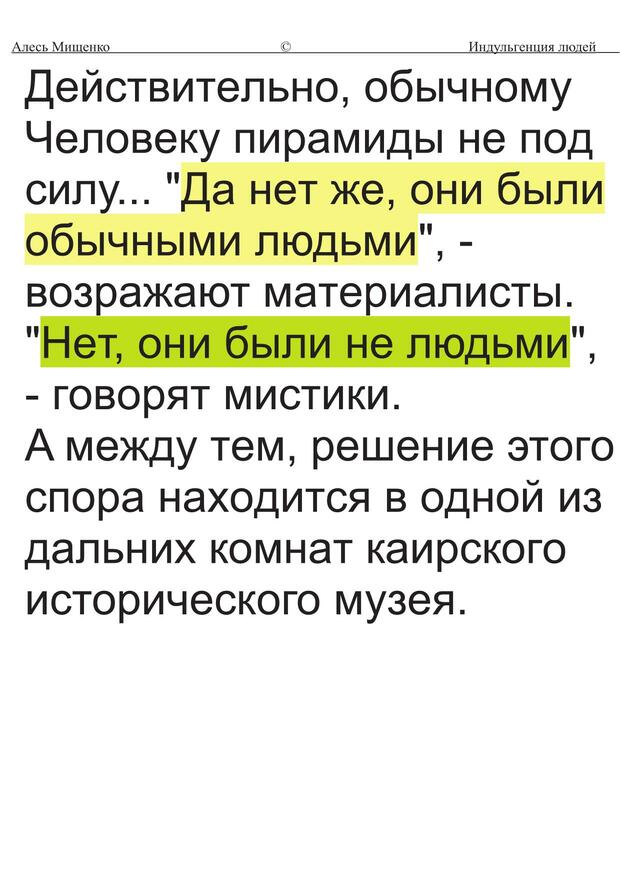 Алесь Мищенко © Индульгенция людей
Действительно, обычному
Человеку пирамиды не под
силу... "Да нет же, они были
обычными людьми", -
возражают материалисты.
"Нет, они были не людьми",
- говорят мистики.
А между тем, решение этого
спора находится в одной из
дальних комнат каирского
исторического музея.